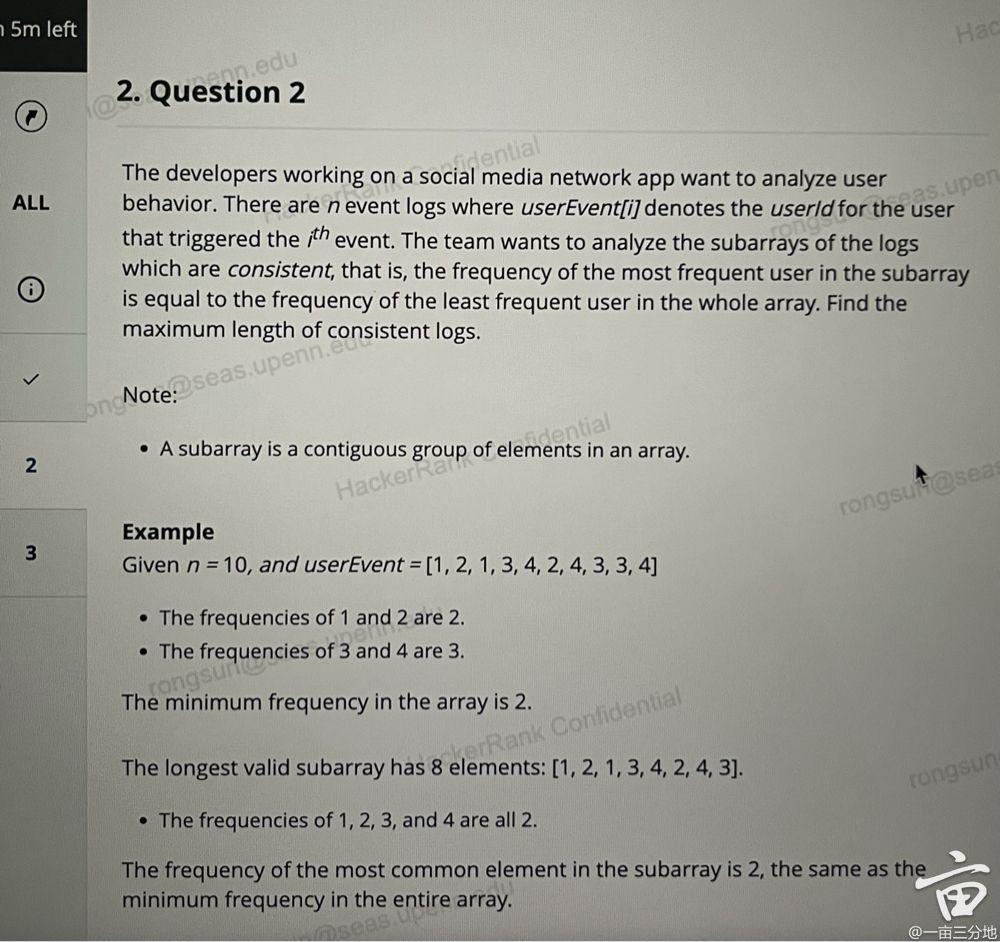 5m left
Hac
2. Question 2
The developers working on a social media network app want to analyze user
behavior. There are n event logs where userEvent[i] denotes the userId for the user
that triggered the ith event. The team wants to analyze the subarrays of the logs
which are consistent, that is, the frequency of the most frequent user in the subarray
is equal to the frequency of the least frequent user in the whole array. Find the
maximum length of consistent logs.
ALL
Note:
• A subarray is a contiguous group of elements in an array.
HackerRank Confidential
2
Example
3
Given n = 10, and userEvent = [1, 2, 1, 3, 4, 2, 4, 3, 3, 4]
• The frequencies of 1 and 2 are 2.
• The frequencies of 3 and 4 are 3.
The minimum frequency in the array is 2.
HackerRank Confidential
The longest valid subarray has 8 elements: [1, 2, 1, 3, 4, 2, 4, 3].
• The frequencies of 1, 2, 3, and 4 are all 2.
The frequency of the most common element in the subarray is 2, the same as the
minimum frequency in the entire array.
亩
@一亩三分地